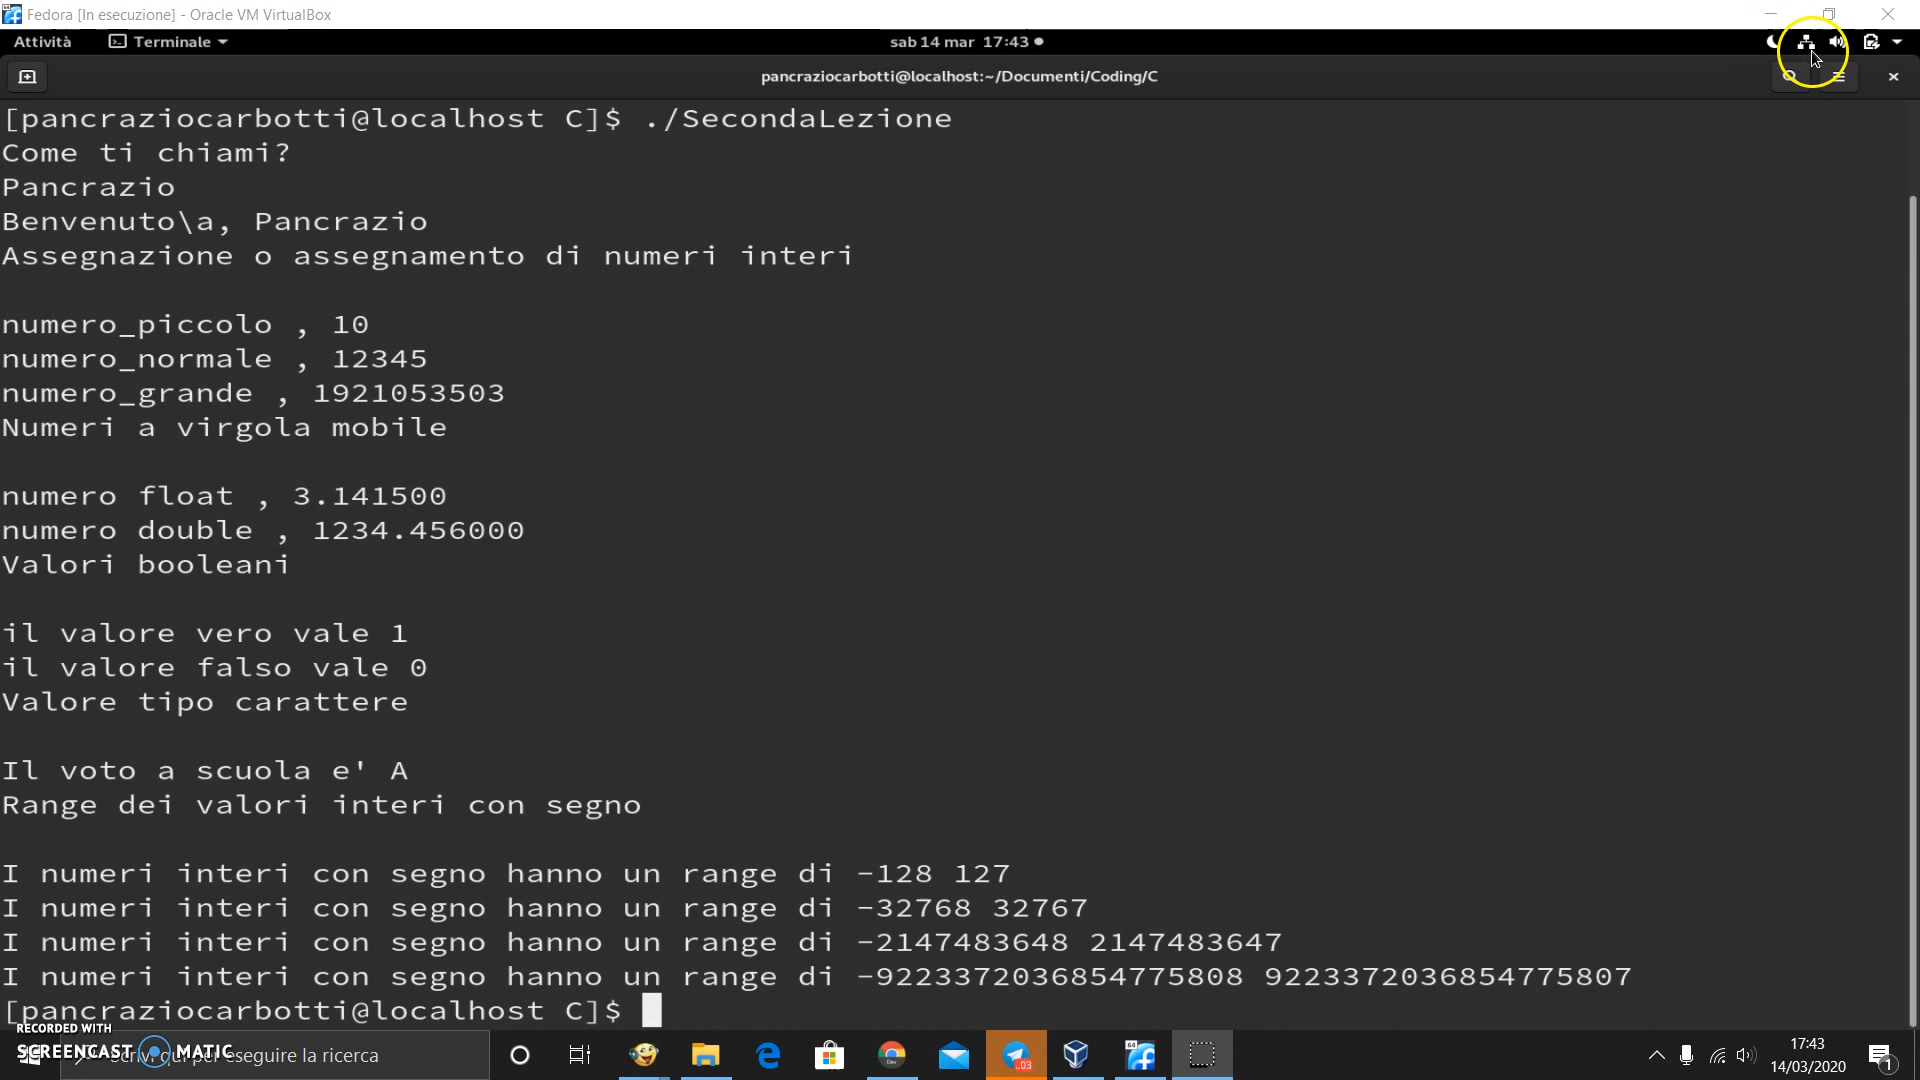 Fedora [In esecuzione] - Oracle VM VirtualBox
Attività Terminale sab 14 mar 17:43
pancraziocarbotti@localhost:~/Documenti/Coding/C
[pancraziocarbotti@localhost C]$ ./SecondaLezione
Come ti chiami?
Pancrazio
Benvenuto\a, Pancrazio
Assegnazione o assegnamento di numeri interi
numero_piccolo , 10
numero_normale , 12345
numero_grande , 1921053503
Numeri a virgola mobile
numero float , 3.141500
numero double , 1234.456000
Valori booleani
il valore vero vale 1
il valore falso vale 0
Valore tipo carattere
Il voto a scuola e' A
Range dei valori interi con segno
I numeri interi con segno hanno un range di -128 127
I numeri interi con segno hanno un range di -32768 32767
I numeri interi con segno hanno un range di -2147483648 2147483647
I numeri interi con segno hanno un range di -9223372036854775808 9223372036854775807
[pancraziocarbotti@localhost C]$
RECORDED WITH
SCREENCAST MATIC
eseguire la ricerca
Dev
.03
64
17:43
14/03/2020
1